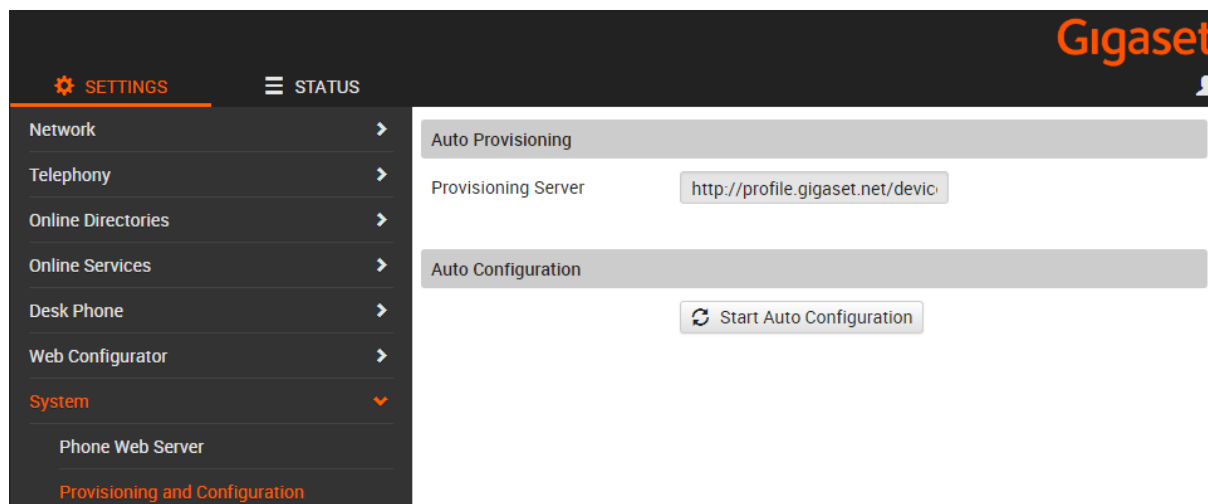 Gigaset
SETTINGS STATUS
Network
Telephony
Online Directories
Online Services
Desk Phone
Web Configurator
System
Phone Web Server
Provisioning and Configuration
Auto Provisioning
Provisioning Server http://profile.gigaset.net/devic
Auto Configuration
Start Auto Configuration